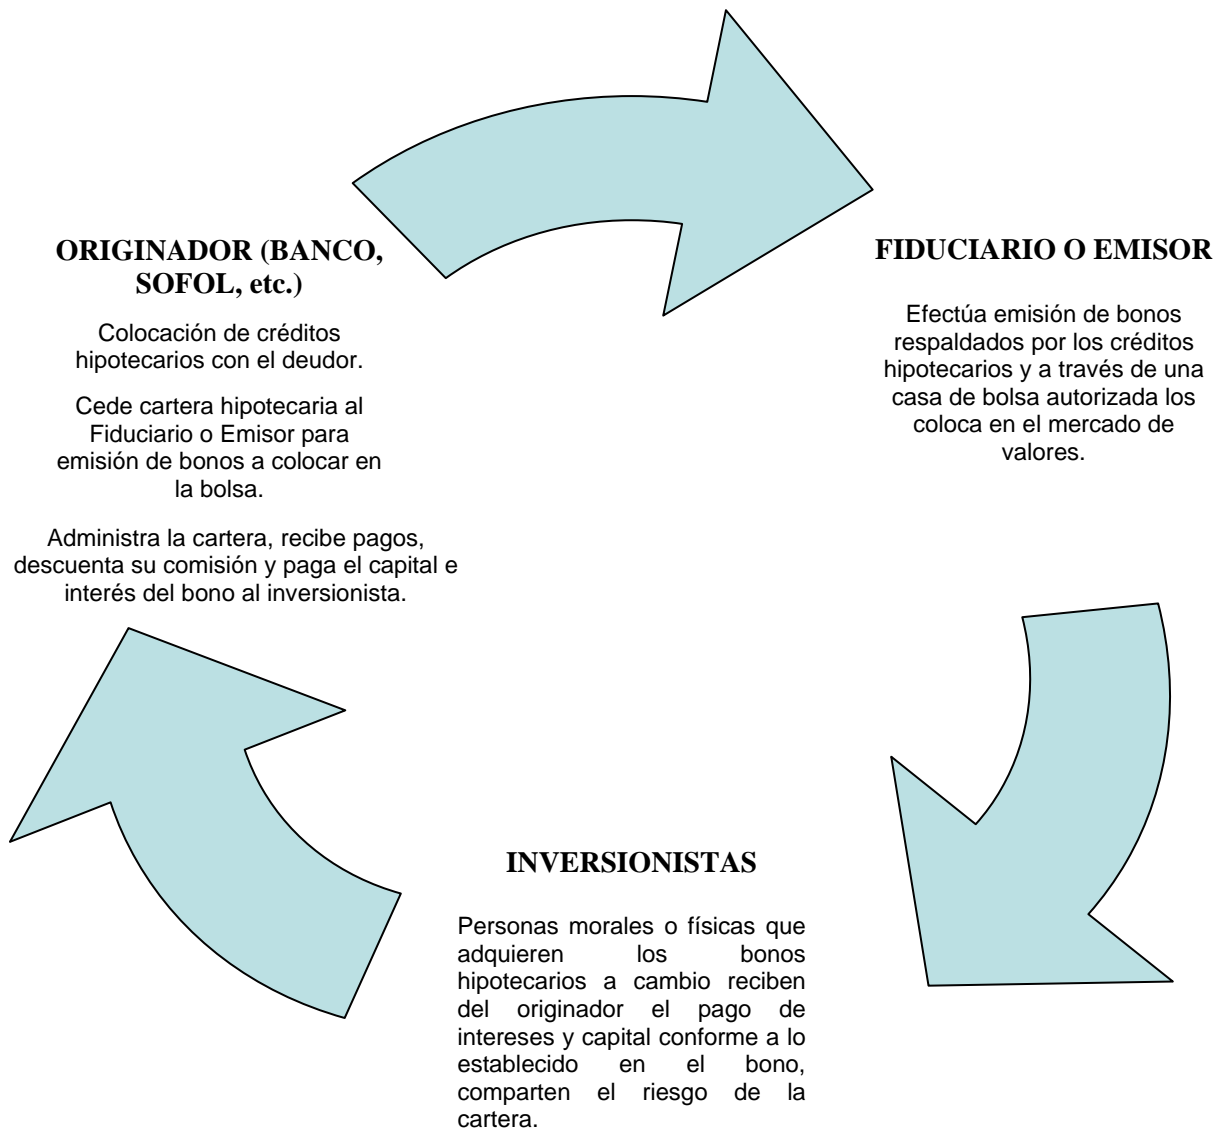 ORIGINADOR (BANCO,
SOFOL, etc.)
Colocación de créditos
hipotecarios con el deudor.
Cede cartera hipotecaria al
Fiduciario o Emisor para
emisión de bonos a colocar en
la bolsa.
Administra la cartera, recibe pagos,
descuenta su comisión y paga el capital e
interés del bono al inversionista.
FIDUCIARIO O EMISOR
Efectúa emisión de bonos
respaldados por los créditos
hipotecarios y a través de una
casa de bolsa autorizada los
coloca en el mercado de
valores.
INVERSIONISTAS
Personas morales o físicas que
adquieren los bonos
hipotecarios a cambio reciben
del originador el pago de
intereses y capital conforme a lo
establecido en el bono,
comparten el riesgo de la
cartera.